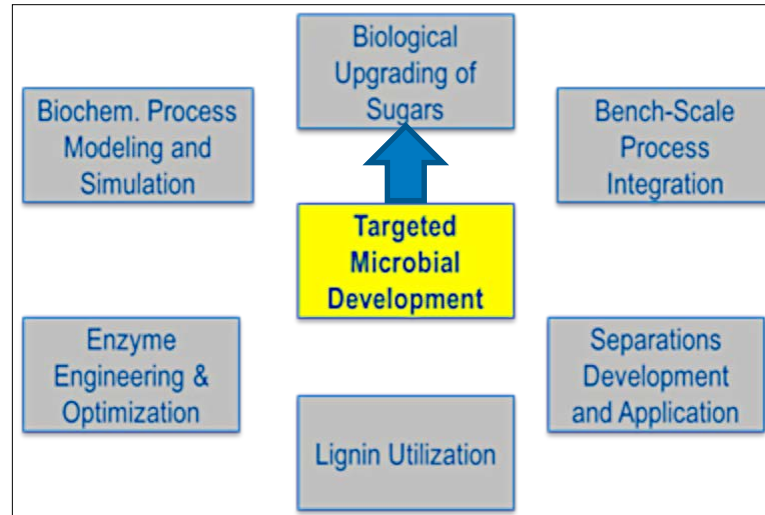 Biological
Upgrading of
Sugars
Biochem. Process
Modeling and
Simulation
Bench-Scale
Process
Integration
Targeted
Microbial
Development
Enzyme
Engineering &
Optimization
Separations
Development
and Application
Lignin Utilization